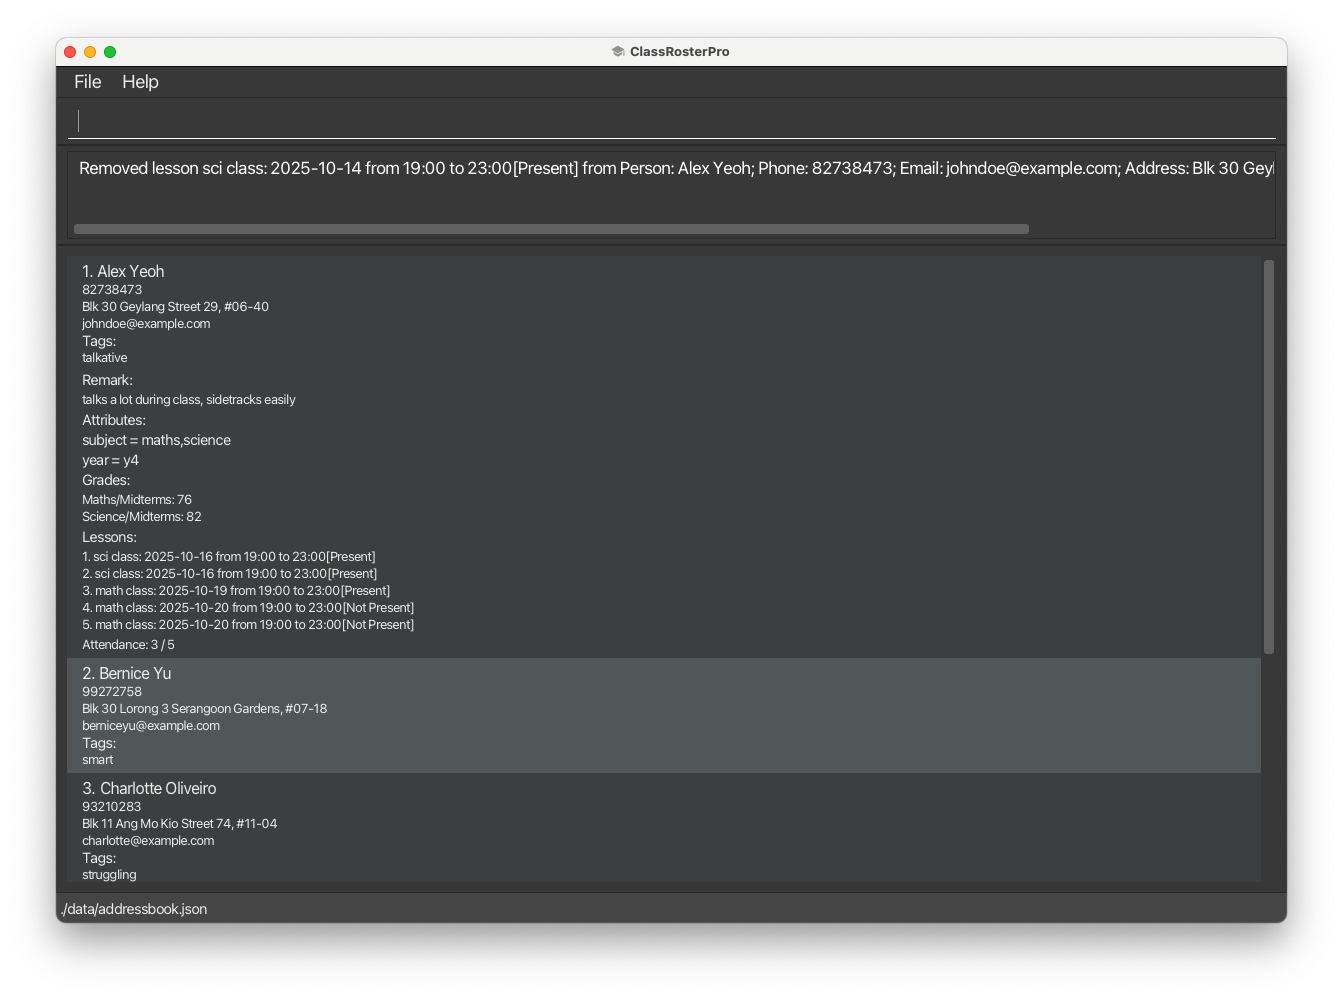 ClassRosterPro
File Help
Removed lesson sci class: 2025-10-14 from 19:00 to 23:00[Present] from Person: Alex Yeoh; Phone: 82738473; Email: johndoe@example.com; Address: Blk 30 Geyl
1. Alex Yeoh
82738473
Blk 30 Geylang Street 29, #06-40
johndoe@example.com
Tags:
talkative
Remark:
talks a lot during class, sidetracks easily
Attributes:
subject = maths,science
year = y4
Grades:
Maths/Midterms: 76
Science/Midterms: 82
Lessons:
1. sci class: 2025-10-16 from 19:00 to 23:00[Present]
2. sci class: 2025-10-16 from 19:00 to 23:00[Present]
3. math class: 2025-10-19 from 19:00 to 23:00[Present]
4. math class: 2025-10-20 from 19:00 to 23:00[Not Present]
5. math class: 2025-10-20 from 19:00 to 23:00[Not Present]
Attendance: 3 / 5
2. Bernice Yu
99272758
Blk 30 Lorong 3 Serangoon Gardens, #07-18
berniceyu@example.com
Tags:
smart
3. Charlotte Oliveiro
93210283
Blk 11 Ang Mo Kio Street 74, #11-04
charlotte@example.com
Tags:
struggling
./data/addressbook.json